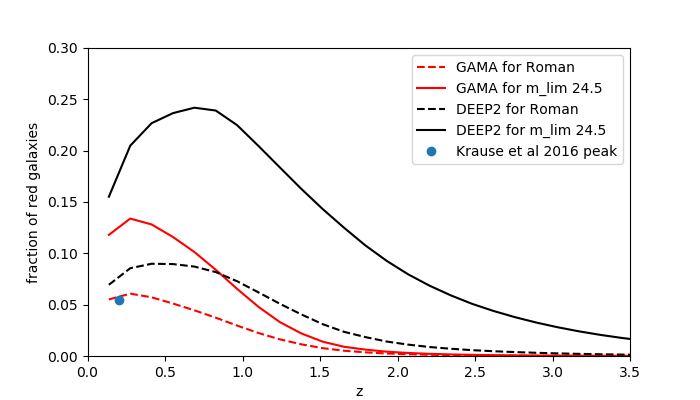 0.30
0.25
0.20
0.15
0.10
0.05
0.00
fraction of red galaxies
GAMA for Roman
GAMA for m_lim 24.5
DEEP2 for Roman
DEEP2 for m_lim 24.5
Krause et al 2016 peak
0.0 0.5 1.0 1.5 2.0 2.5 3.0 3.5
z